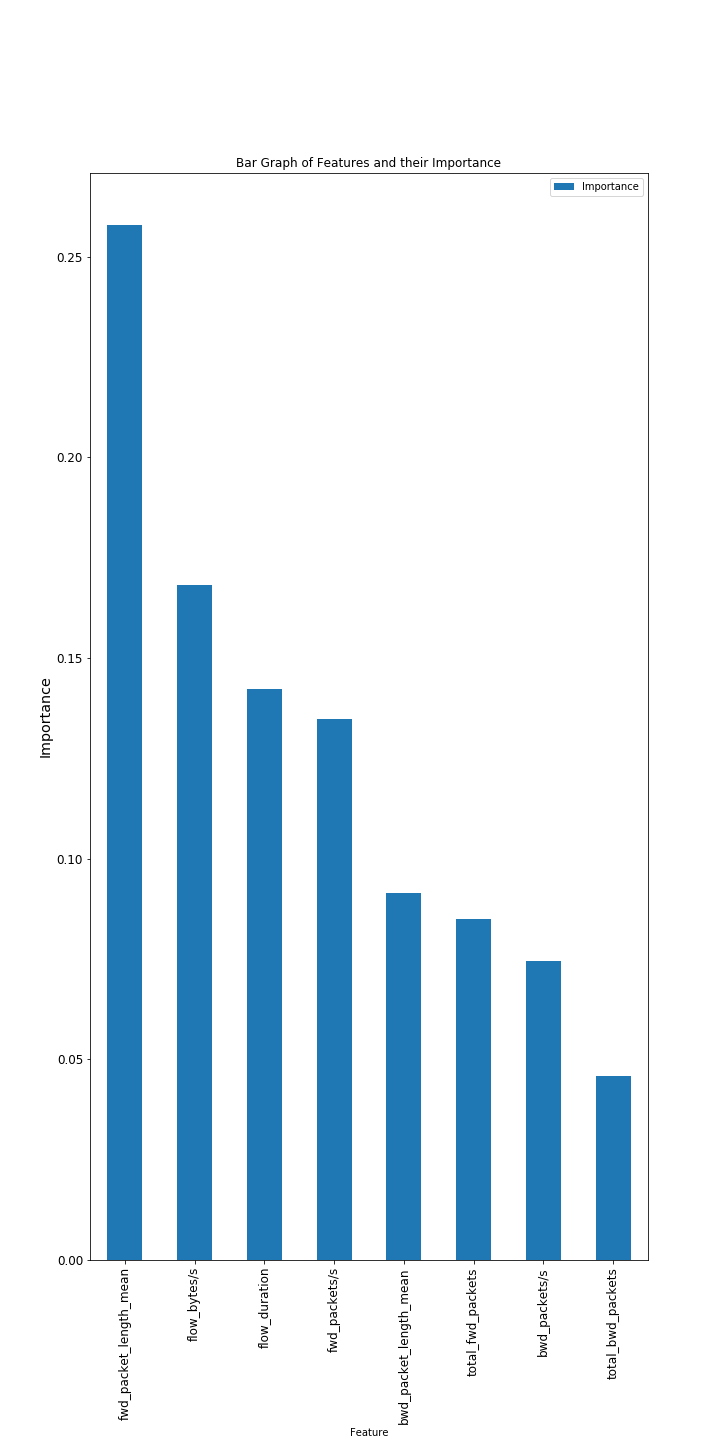 Bar Graph of Features and their Importance
Importance
0.25
0.20
0.15
0.10
0.05
0.00
Importance
fwd_packet_length_mean
flow_bytes/s
flow_duration
fwd_packets/s
bwd_packet_length_mean
total_fwd_packets
bwd_packets/s
total_bwd_packets
Feature